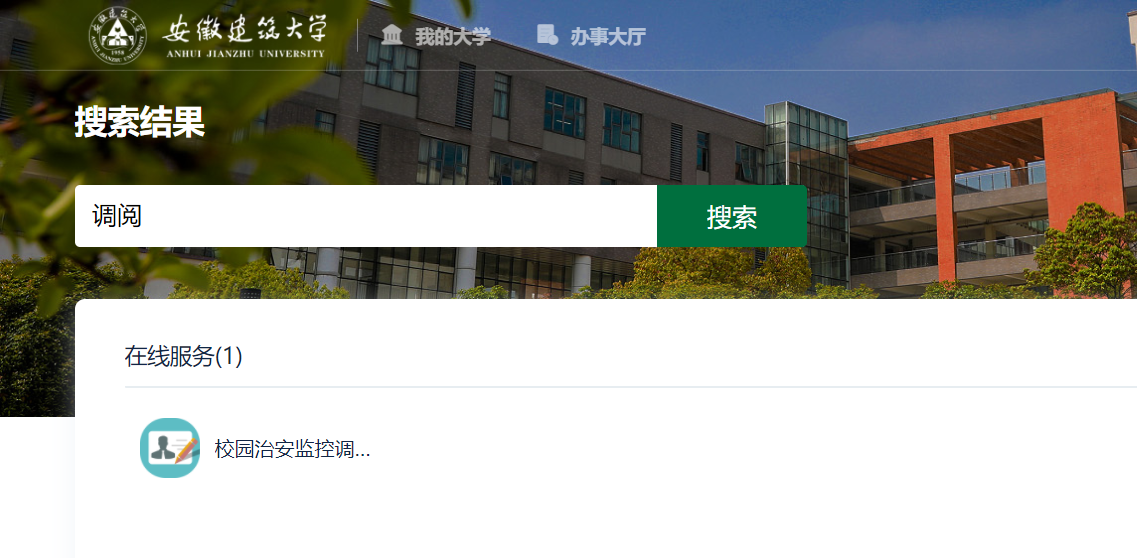 安徽建筑大学
ANHUI JIANZHU UNIVERSITY
我的大学
办事大厅
搜索结果
调阅
搜索
在线服务(1)
校园治安监控调...